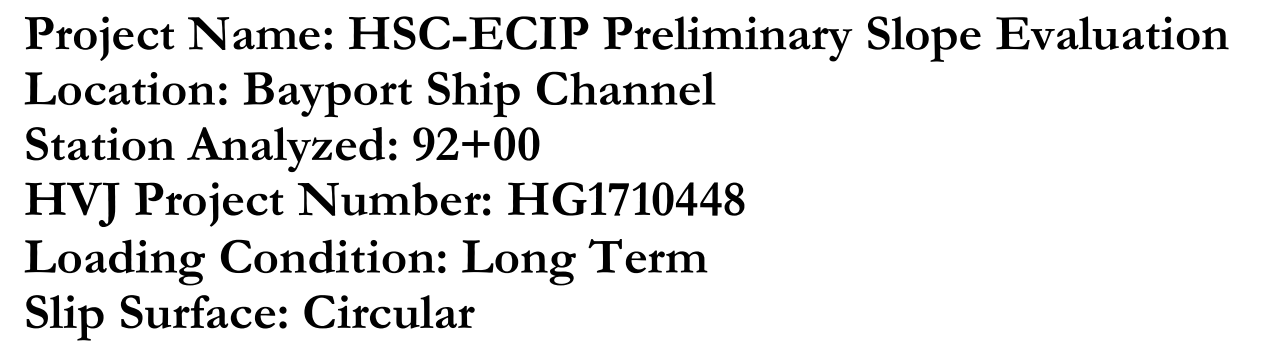 Project Name: HSC-ECIP Preliminary Slope Evaluation
Location: Bayport Ship Channel
Station Analyzed: 92+00
HVJ Project Number: HG1710448
Loading Condition: Long Term
Slip Surface: Circular